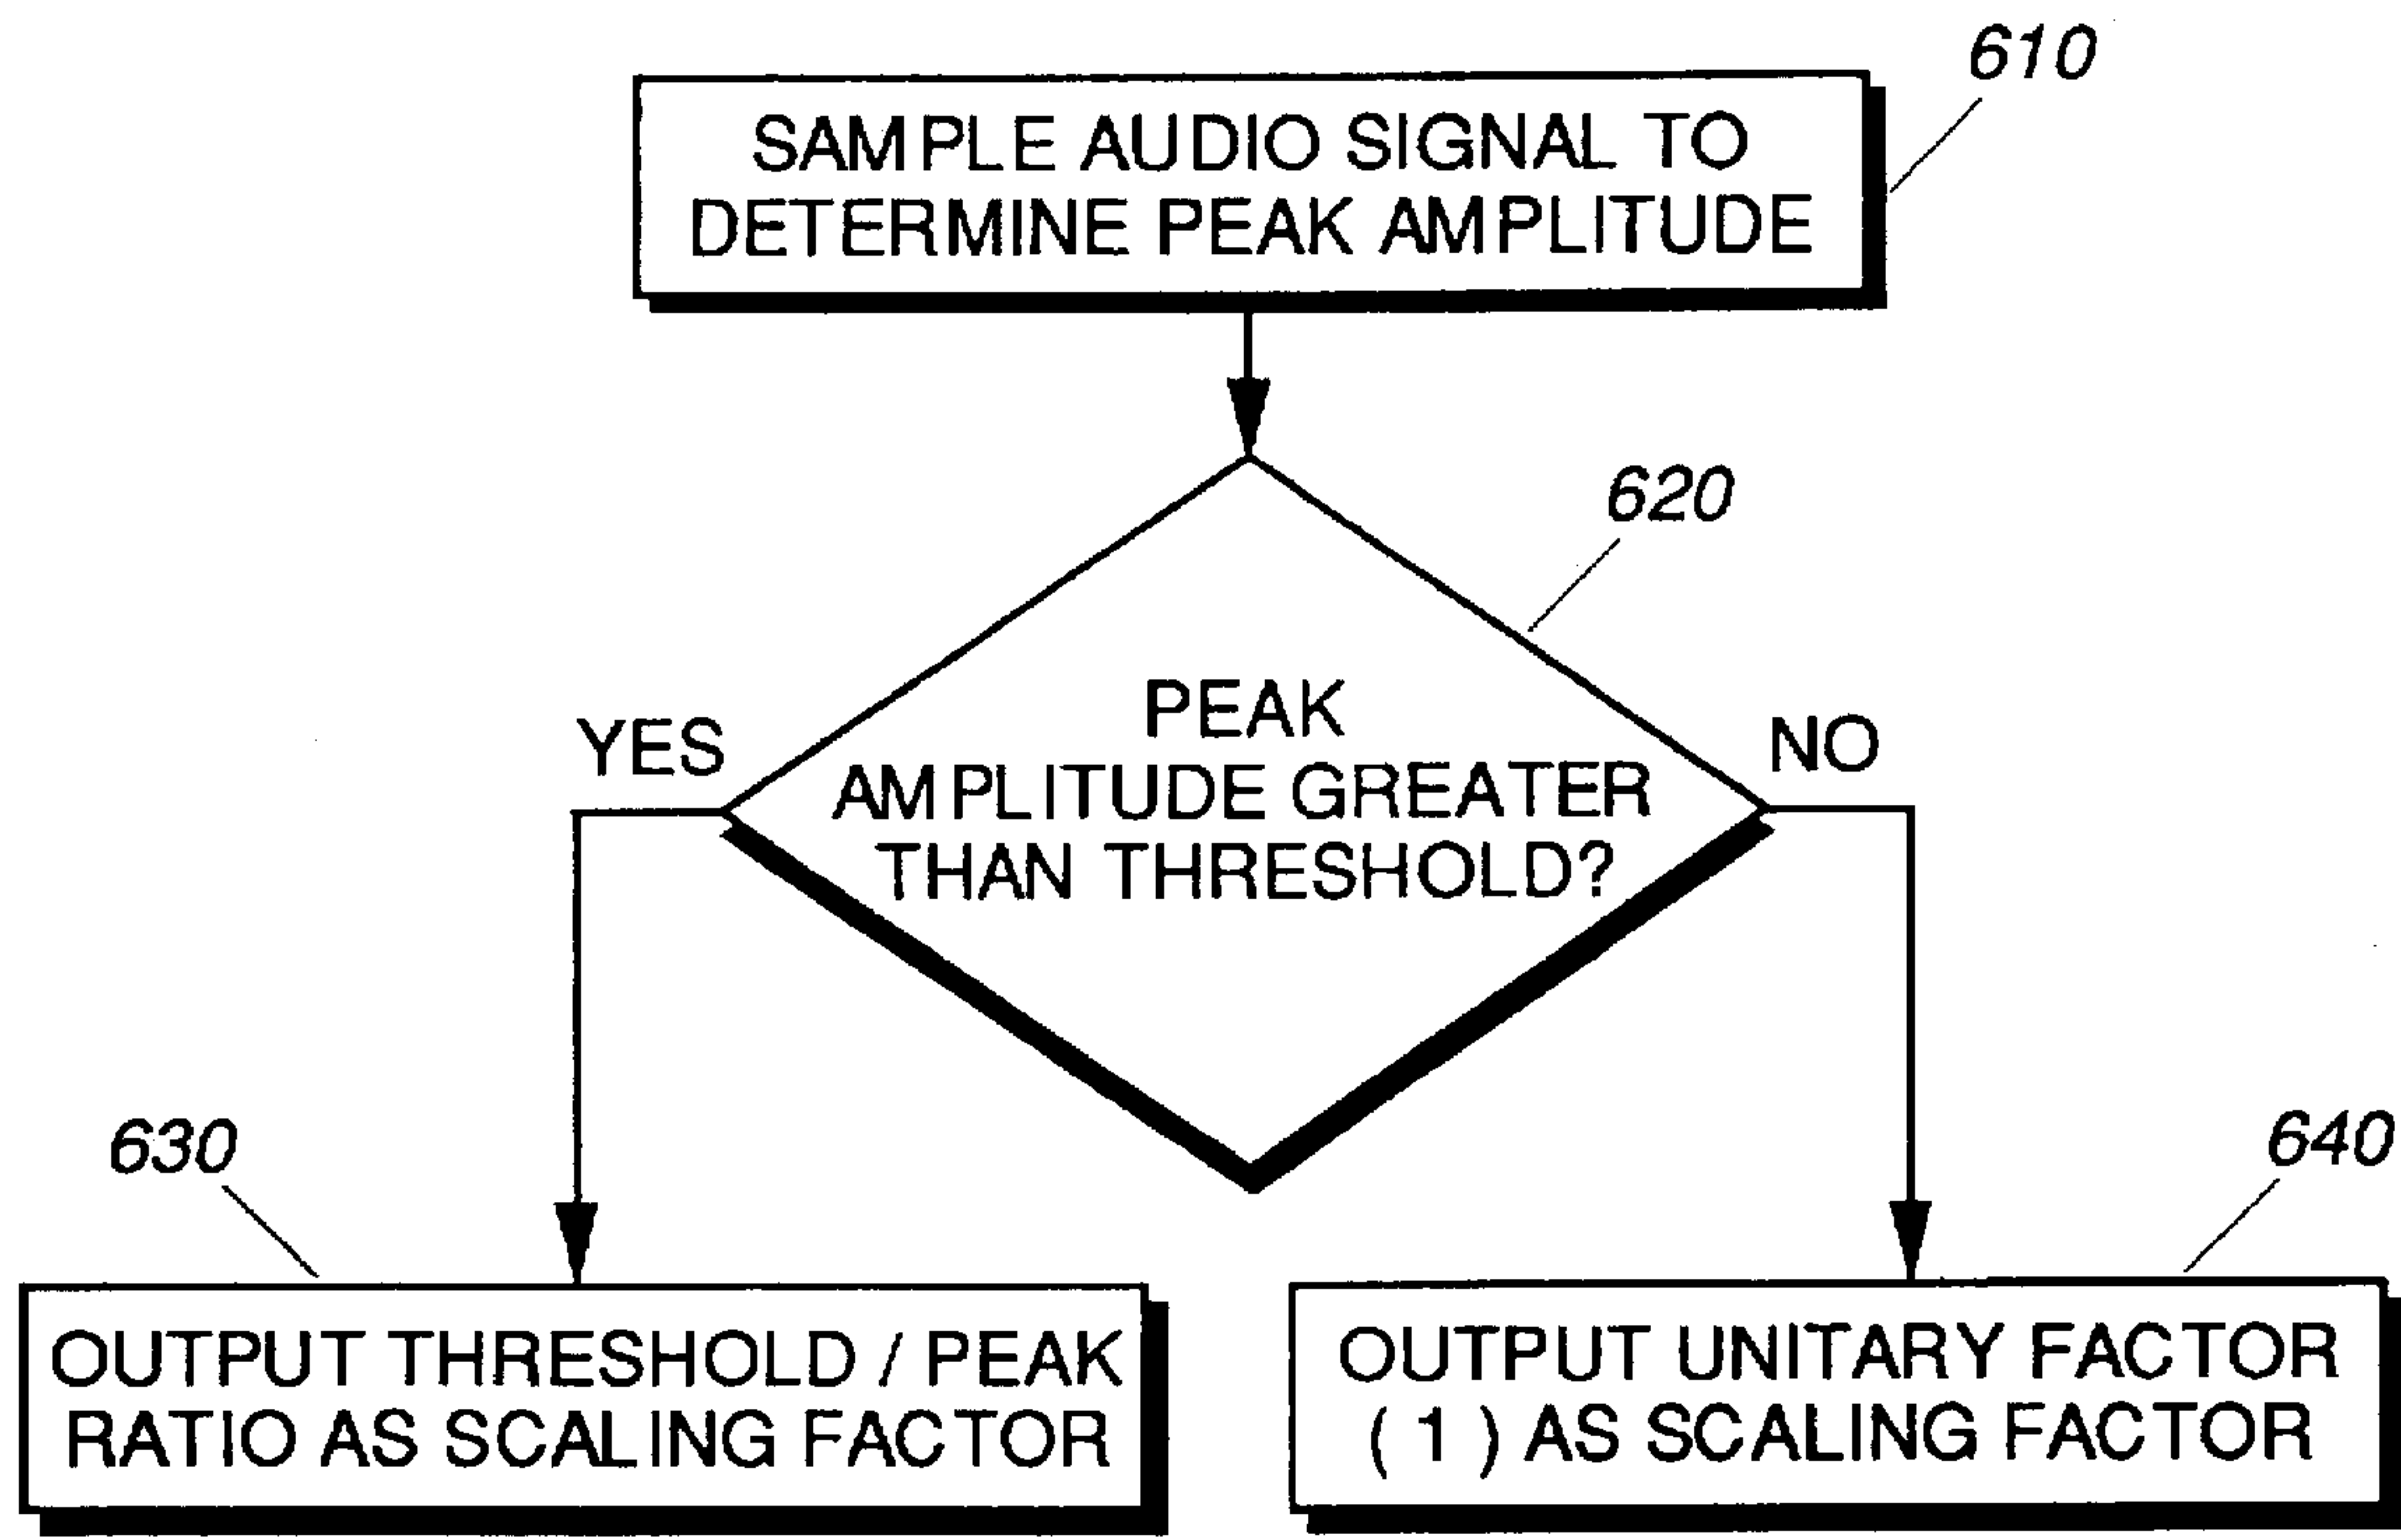 610
SAMPLE AUDIO SIGNAL TO
DETERMINE PEAK AMPLITUDE
620
PEAK
AMPLITUDE GREATER
THAN THRESHOLD?
YES
NO
630
640
OUTPUT THRESHOLD / PEAK
RATIO AS SCALING FACTOR
OUTPUT UNITARY FACTOR
( 1 ) AS SCALING FACTOR